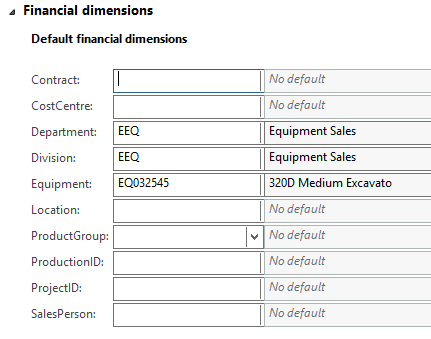 Financial dimensions
Default financial dimensions
Contract: No default
CostCentre: No default
Department: EEQ Equipment Sales
Division: EEQ Equipment Sales
Equipment: EQ032545 320D Medium Excavato
Location: No default
ProductGroup: No default
ProductionID: No default
ProjectID: No default
SalesPerson: No default